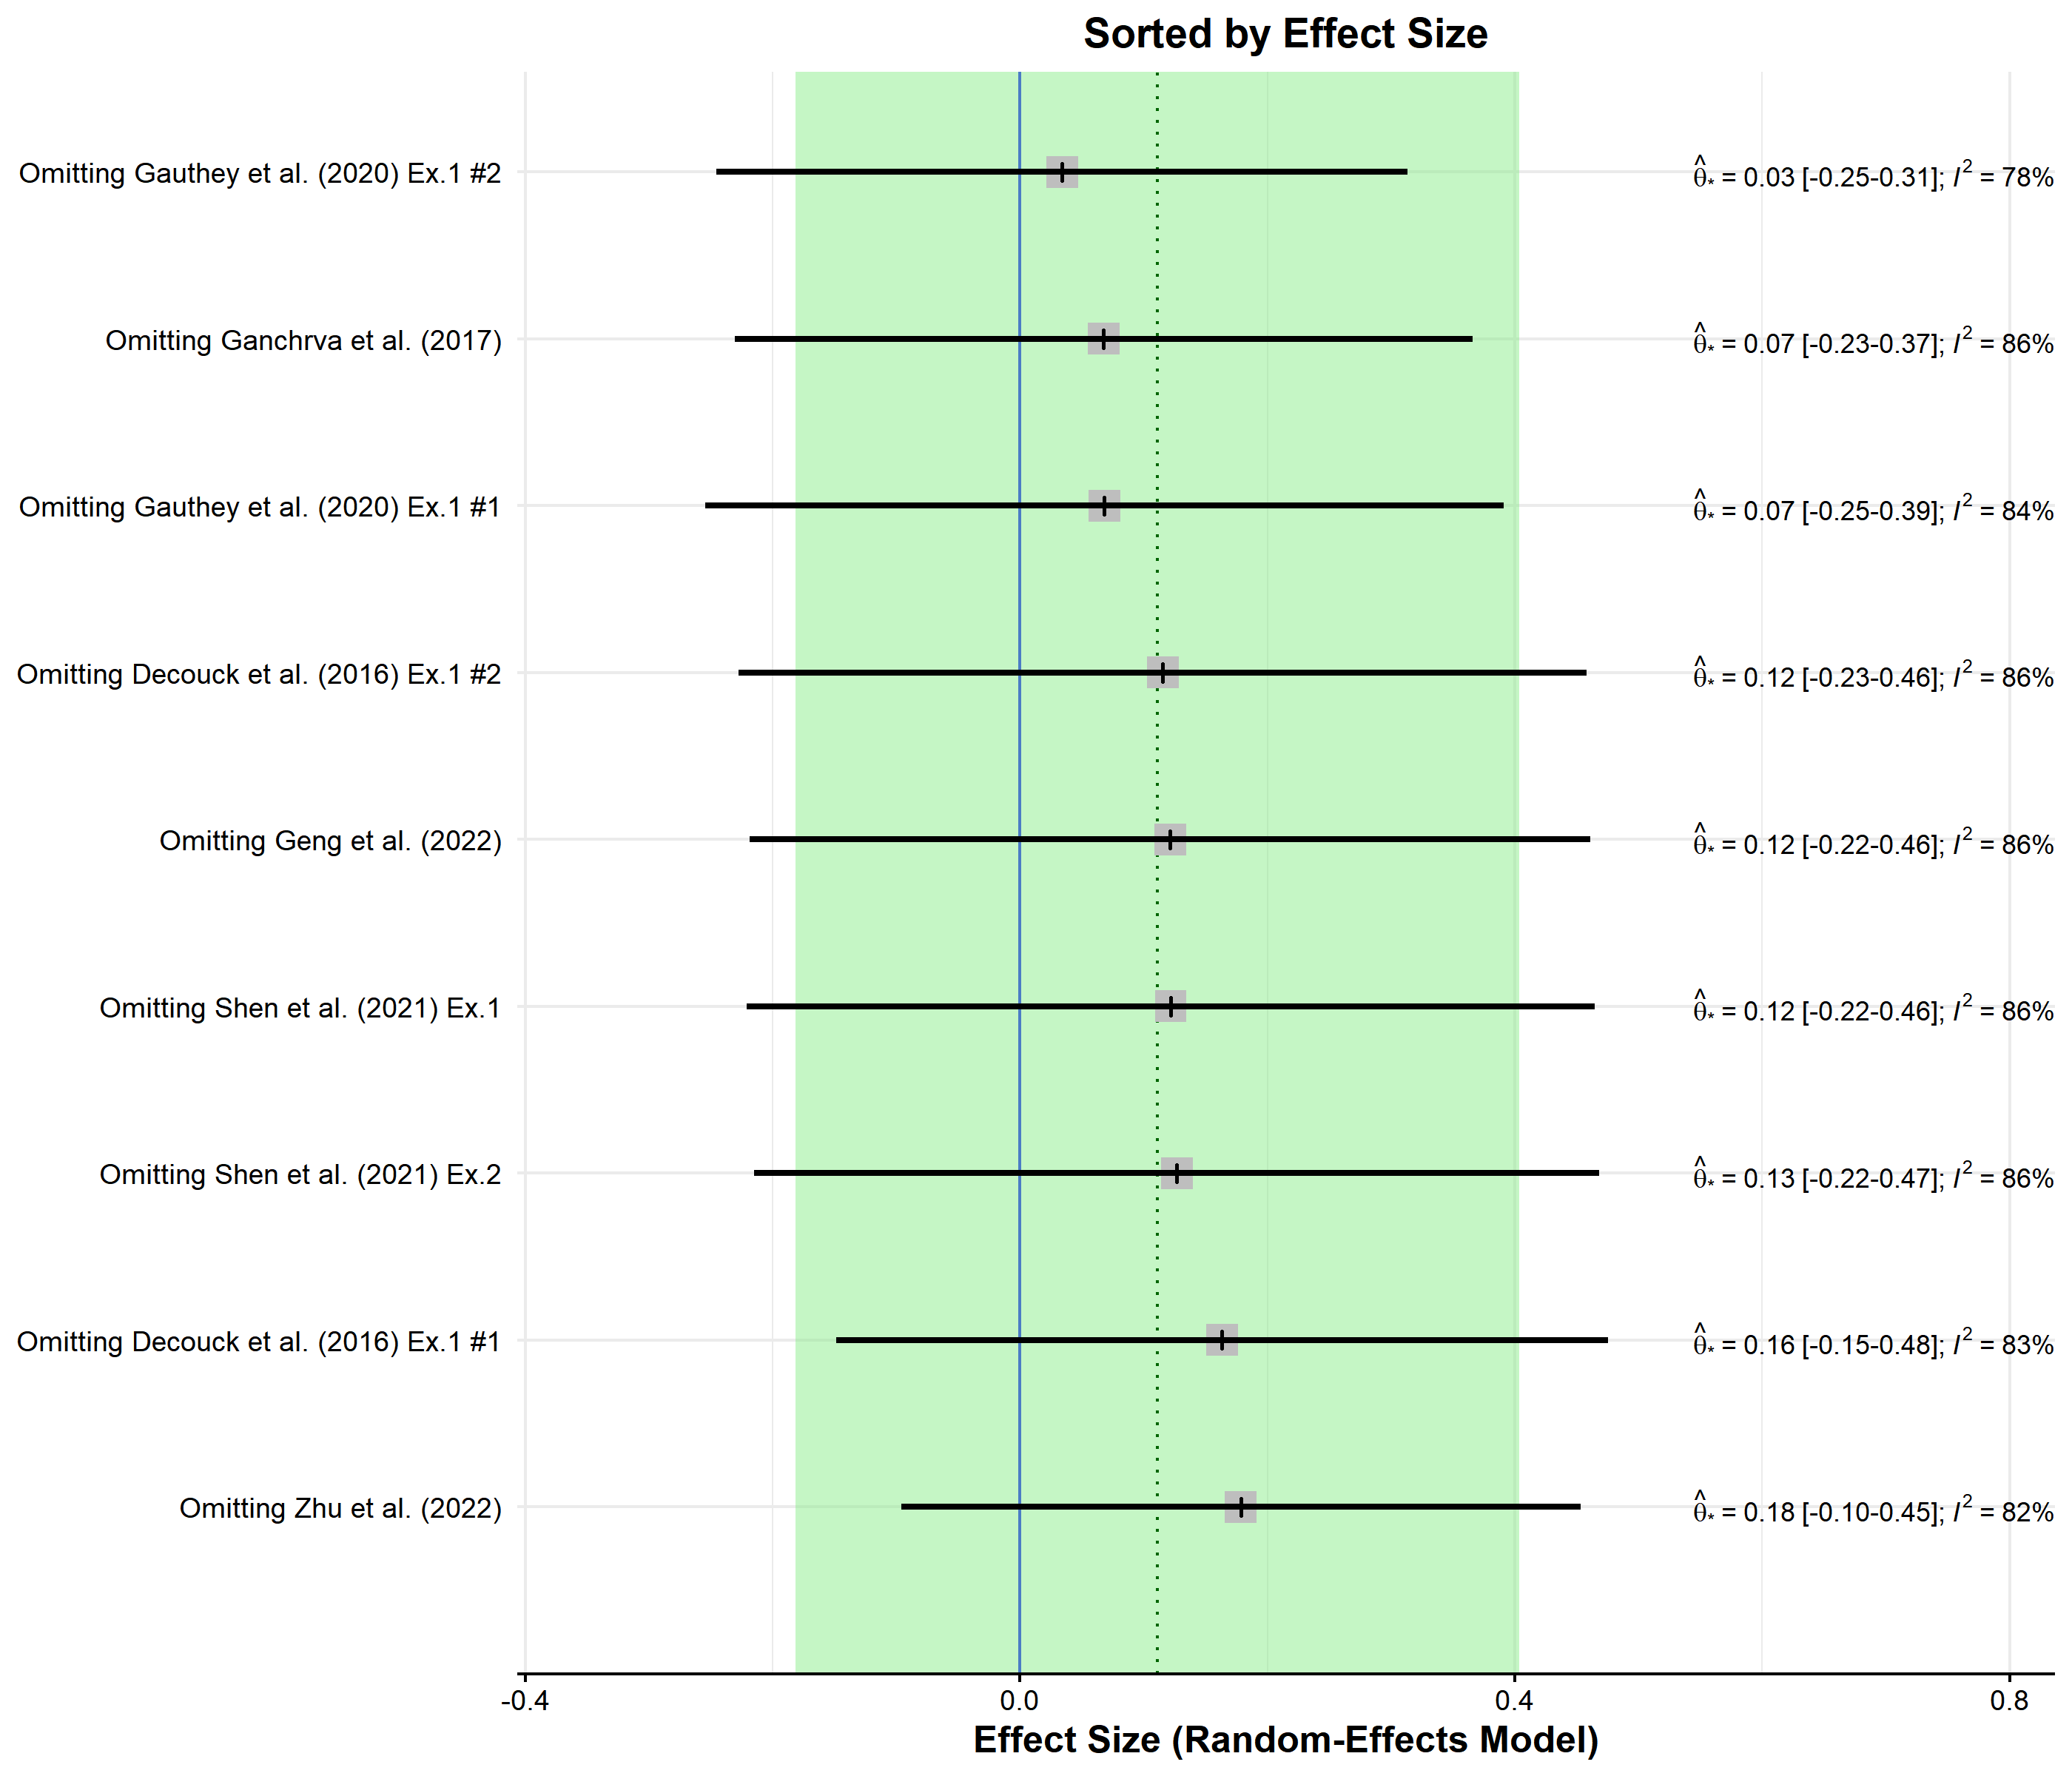 Sorted by Effect Size
Omitting Gauthey et al. (2020) Ex.1 #2 θ̂* = 0.03 [-0.25-0.31]; I² = 78%
Omitting Ganchrva et al. (2017) θ̂* = 0.07 [-0.23-0.37]; I² = 86%
Omitting Gauthey et al. (2020) Ex.1 #1 θ̂* = 0.07 [-0.25-0.39]; I² = 84%
Omitting Decouck et al. (2016) Ex.1 #2 θ̂* = 0.12 [-0.23-0.46]; I² = 86%
Omitting Geng et al. (2022) θ̂* = 0.12 [-0.22-0.46]; I² = 86%
Omitting Shen et al. (2021) Ex.1 θ̂* = 0.12 [-0.22-0.46]; I² = 86%
Omitting Shen et al. (2021) Ex.2 θ̂* = 0.13 [-0.22-0.47]; I² = 86%
Omitting Decouck et al. (2016) Ex.1 #1 θ̂* = 0.16 [-0.15-0.48]; I² = 83%
Omitting Zhu et al. (2022) θ̂* = 0.18 [-0.10-0.45]; I² = 82%
-0.4 0.0 0.4 0.8
Effect Size (Random-Effects Model)